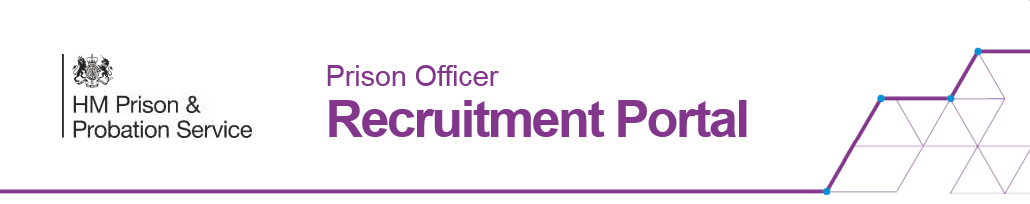 HM Prison &
Probation Service
Prison Officer
Recruitment Portal